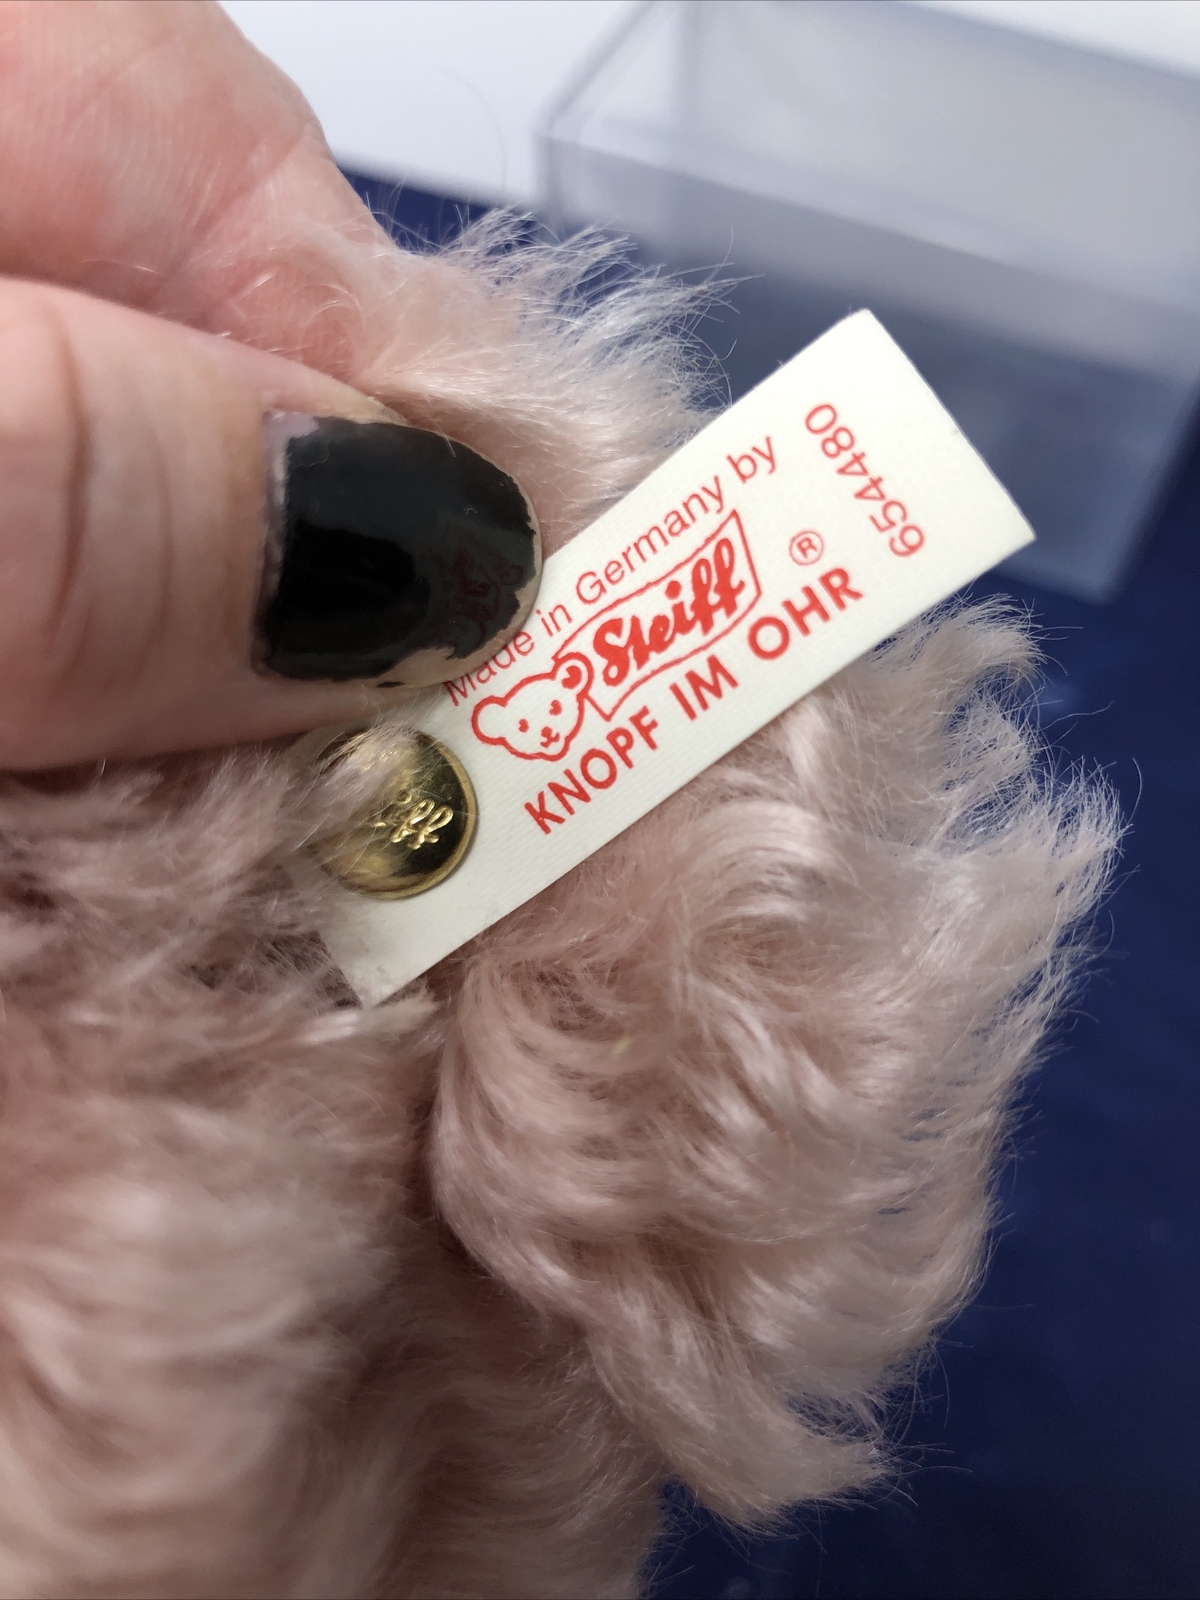 Made in Germany by
Steiff ®
KNOPF IM OHR
654480